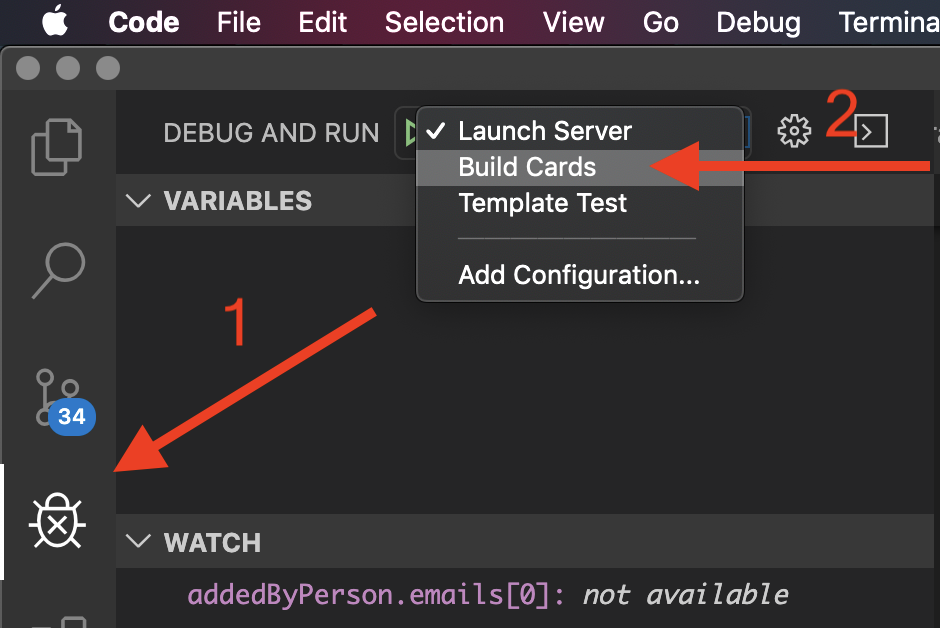 Code File Edit Selection View Go Debug Termina
DEBUG AND RUN
2
Launch Server
Build Cards
VARIABLES
Template Test
Add Configuration...
1
34
WATCH
addedByPerson.emails[0]: not available